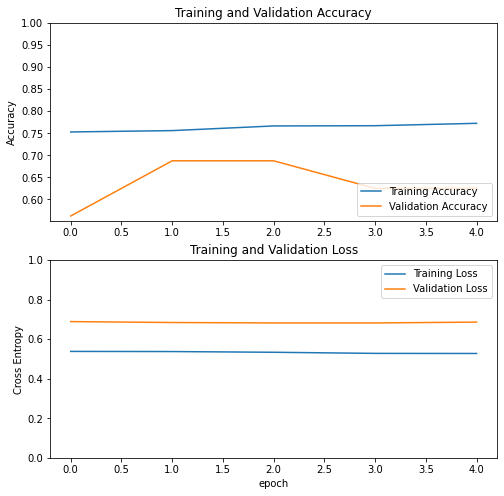 Training and Validation Accuracy
1.00
0.95
0.90
0.85
0.80
0.75
0.70
0.65
0.60
Accuracy
Training Accuracy
Validation Accuracy
0.0 0.5 1.0 1.5 2.0 2.5 3.0 3.5 4.0
Training and Validation Loss
1.0
0.8
0.6
0.4
0.2
0.0
Cross Entropy
Training Loss
Validation Loss
0.0 0.5 1.0 1.5 2.0 2.5 3.0 3.5 4.0
epoch